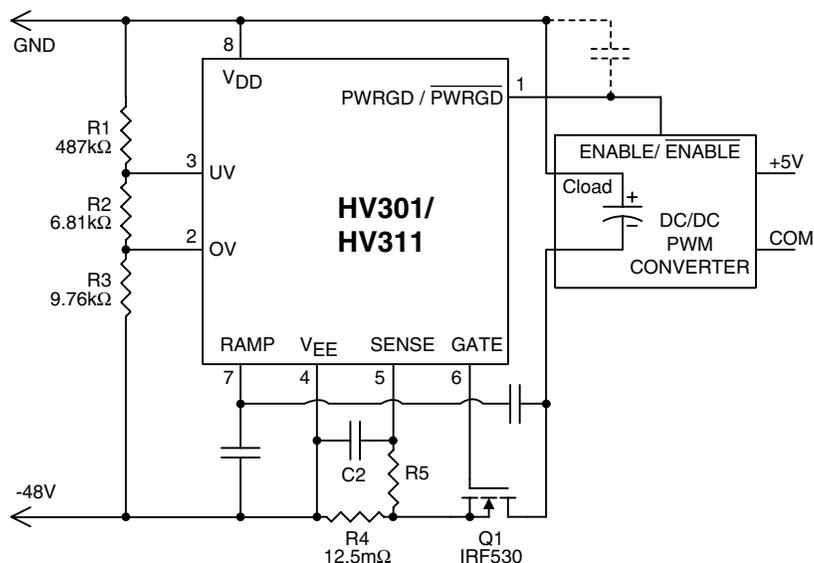 GND
8
VDD
PWRGD / PWRGD
1
R1
487kΩ
ENABLE/ ENABLE
3
UV
+5V
Cload
+
HV301/
HV311
R2
6.81kΩ
DC/DC
PWM
CONVERTER
–
2
OV
COM
R3
9.76kΩ
RAMP
VEE
SENSE
GATE
7
4
5
6
C2
R5
-48V
R4
12.5mΩ
Q1
IRF530